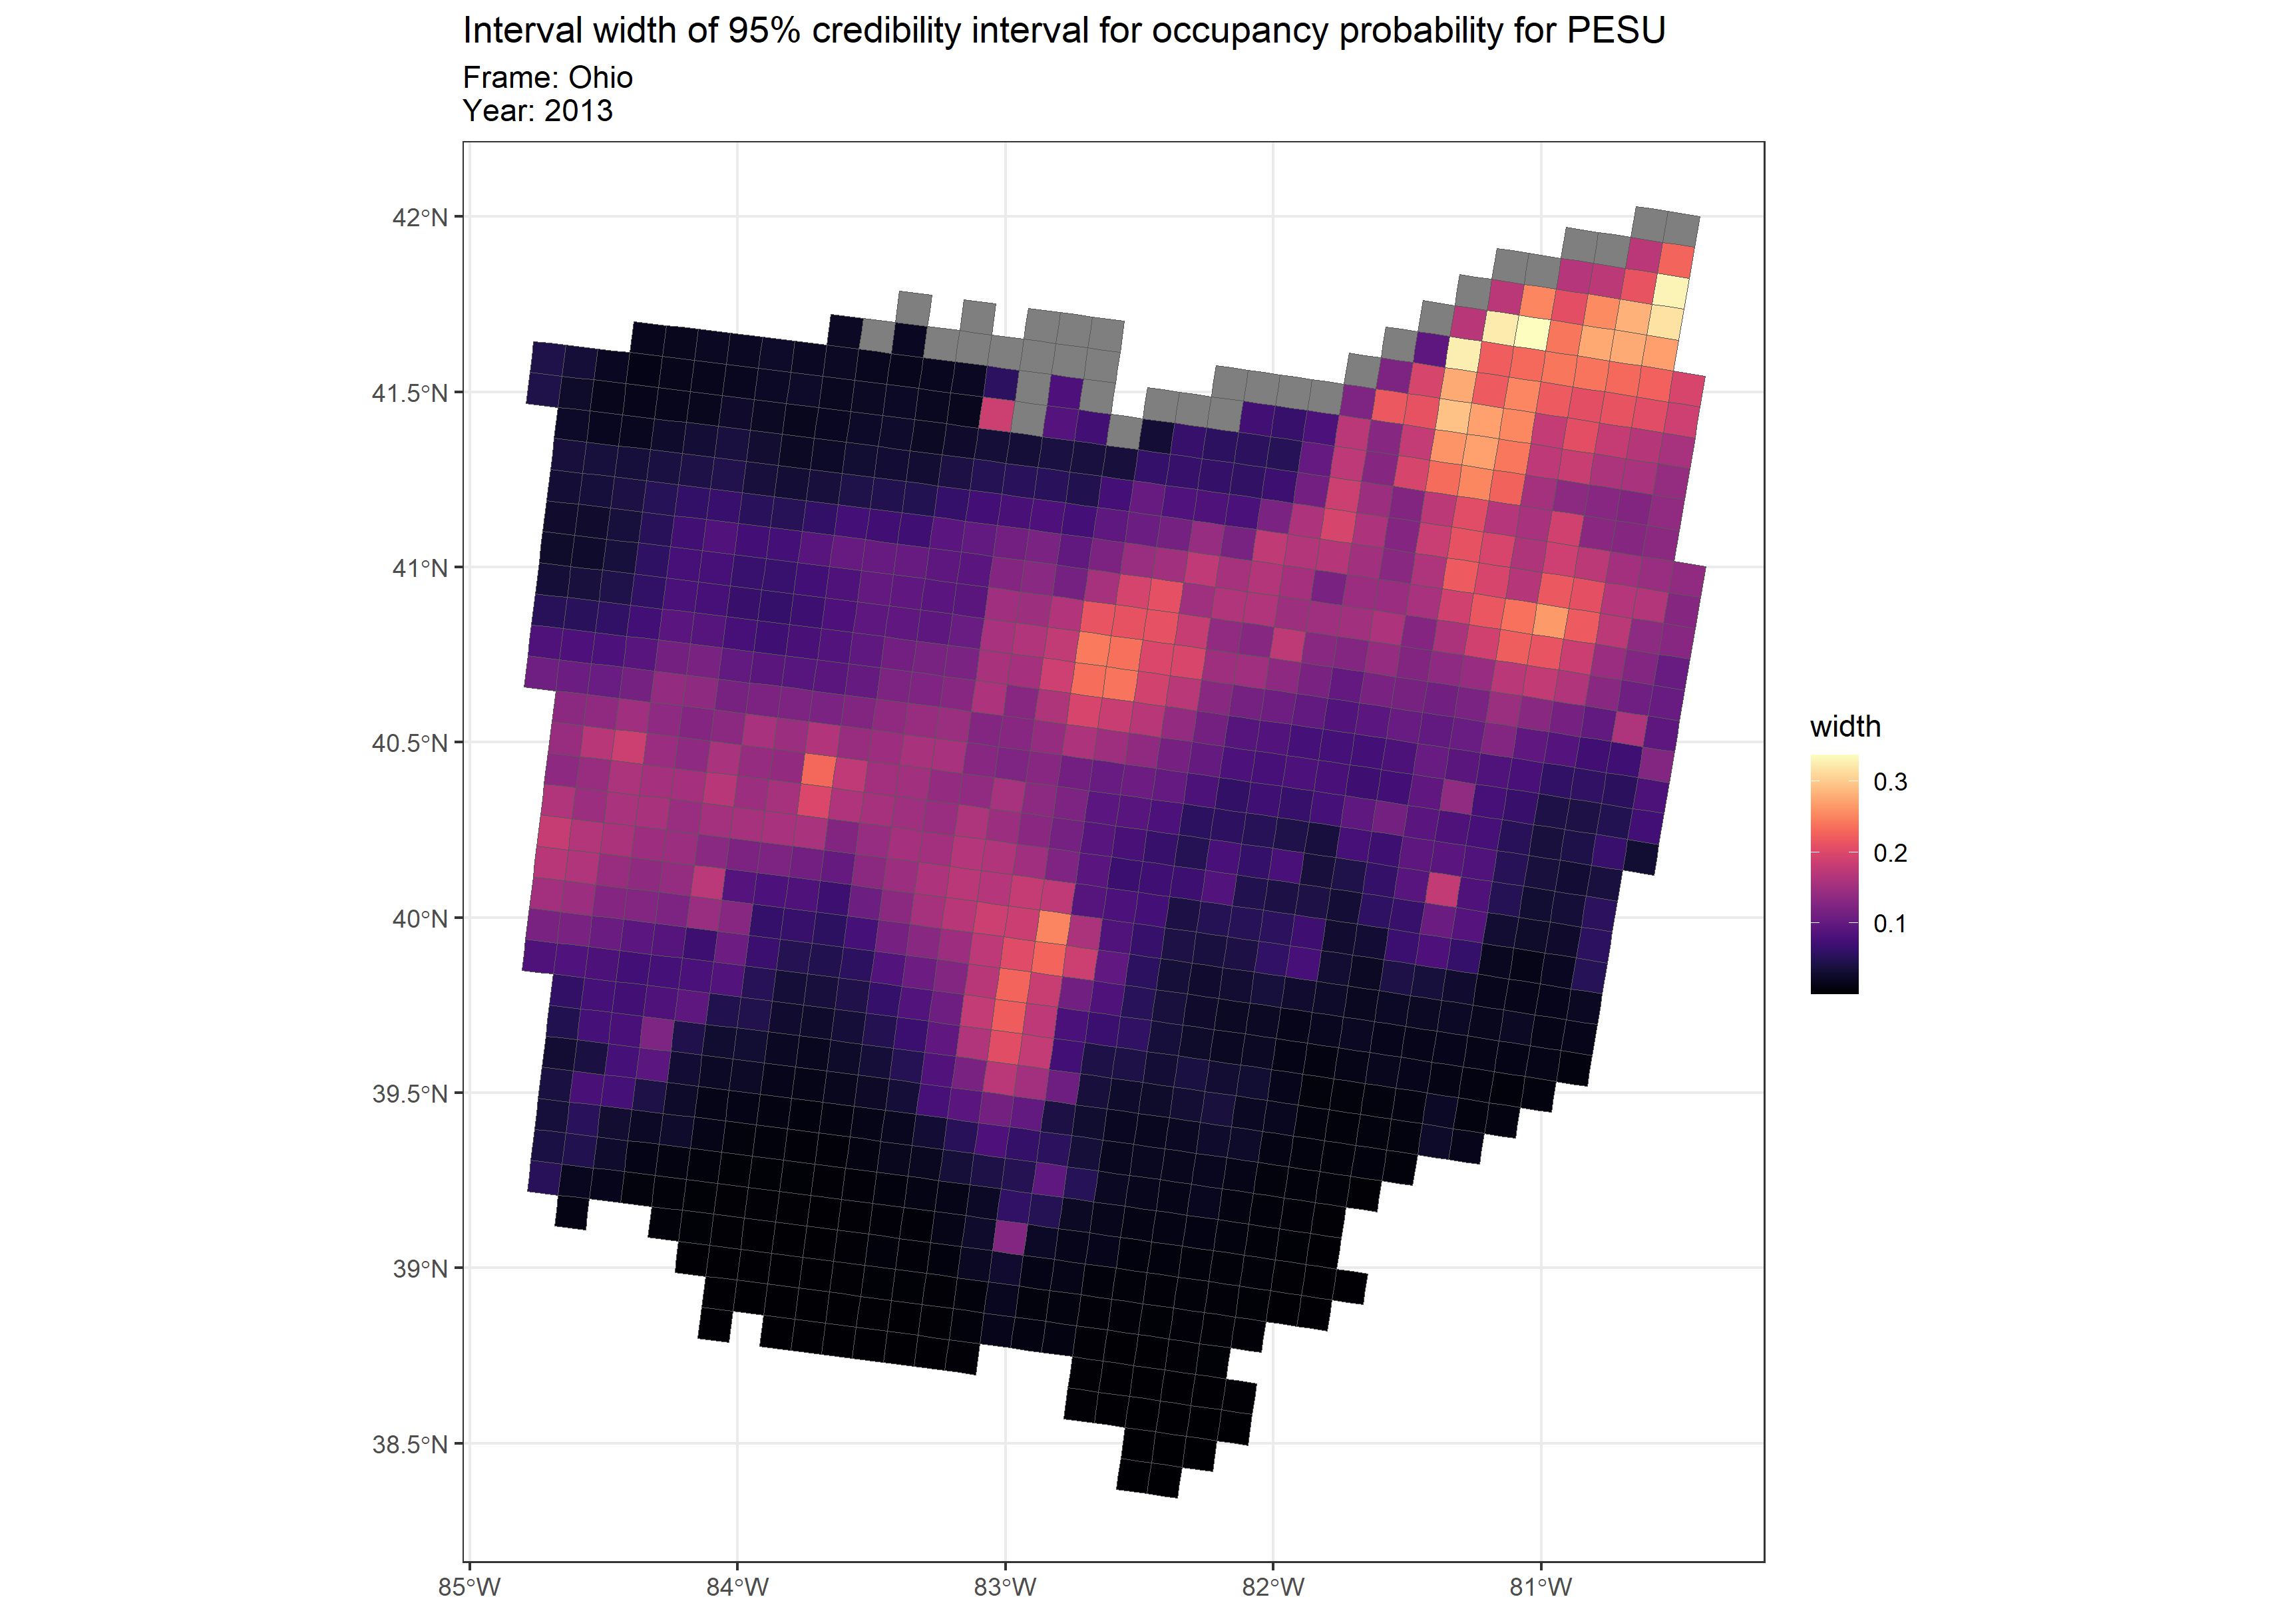 Interval width of 95% credibility interval for occupancy probability for PESU
Frame: Ohio
Year: 2013
42°N
41.5°N
41°N
40.5°N
40°N
39.5°N
39°N
38.5°N
85°W
84°W
83°W
82°W
81°W
width
0.3
0.2
0.1